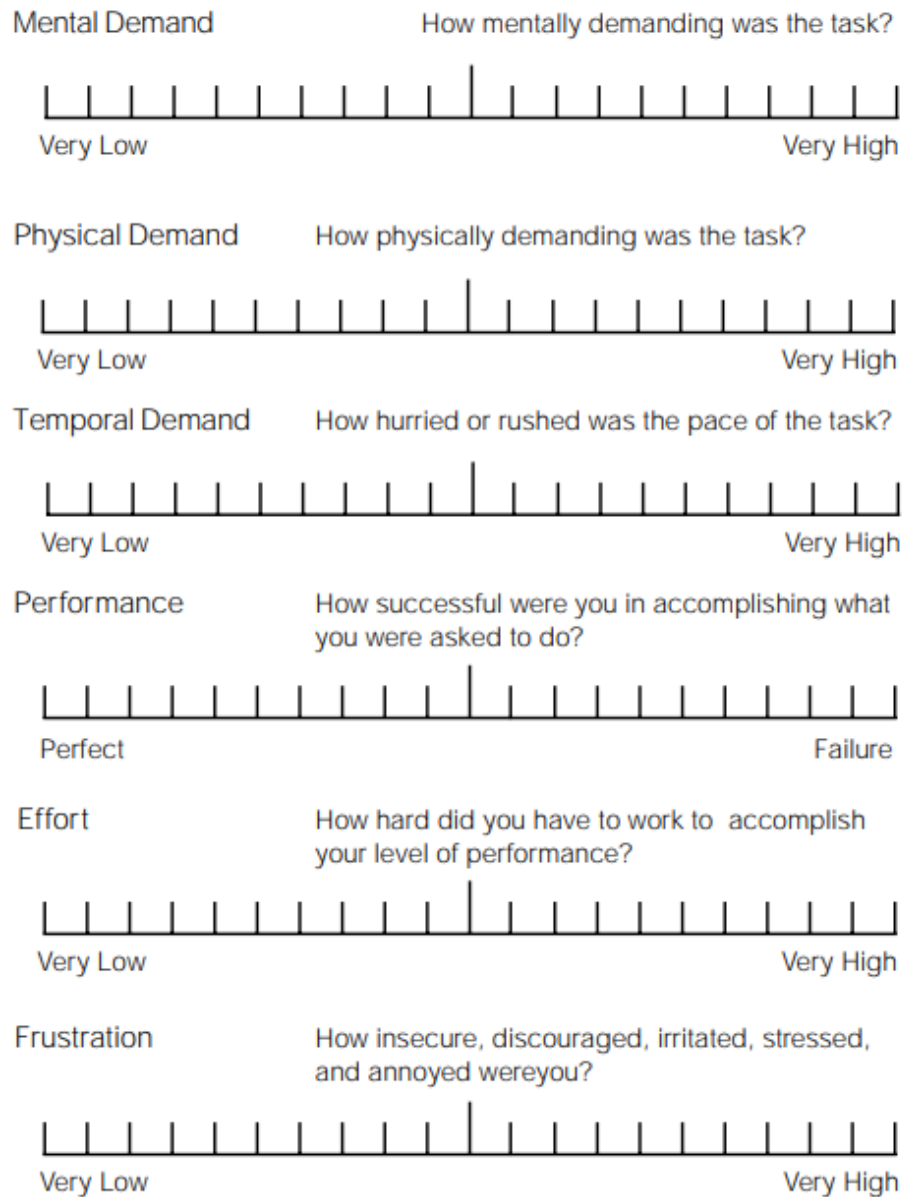 Mental Demand How mentally demanding was the task?
Very Low Very High
Physical Demand How physically demanding was the task?
Very Low Very High
Temporal Demand How hurried or rushed was the pace of the task?
Very Low Very High
Performance How successful were you in accomplishing what
you were asked to do?
Perfect Failure
Effort How hard did you have to work to accomplish
your level of performance?
Very Low Very High
Frustration How insecure, discouraged, irritated, stressed,
and annoyed wereyou?
Very Low Very High